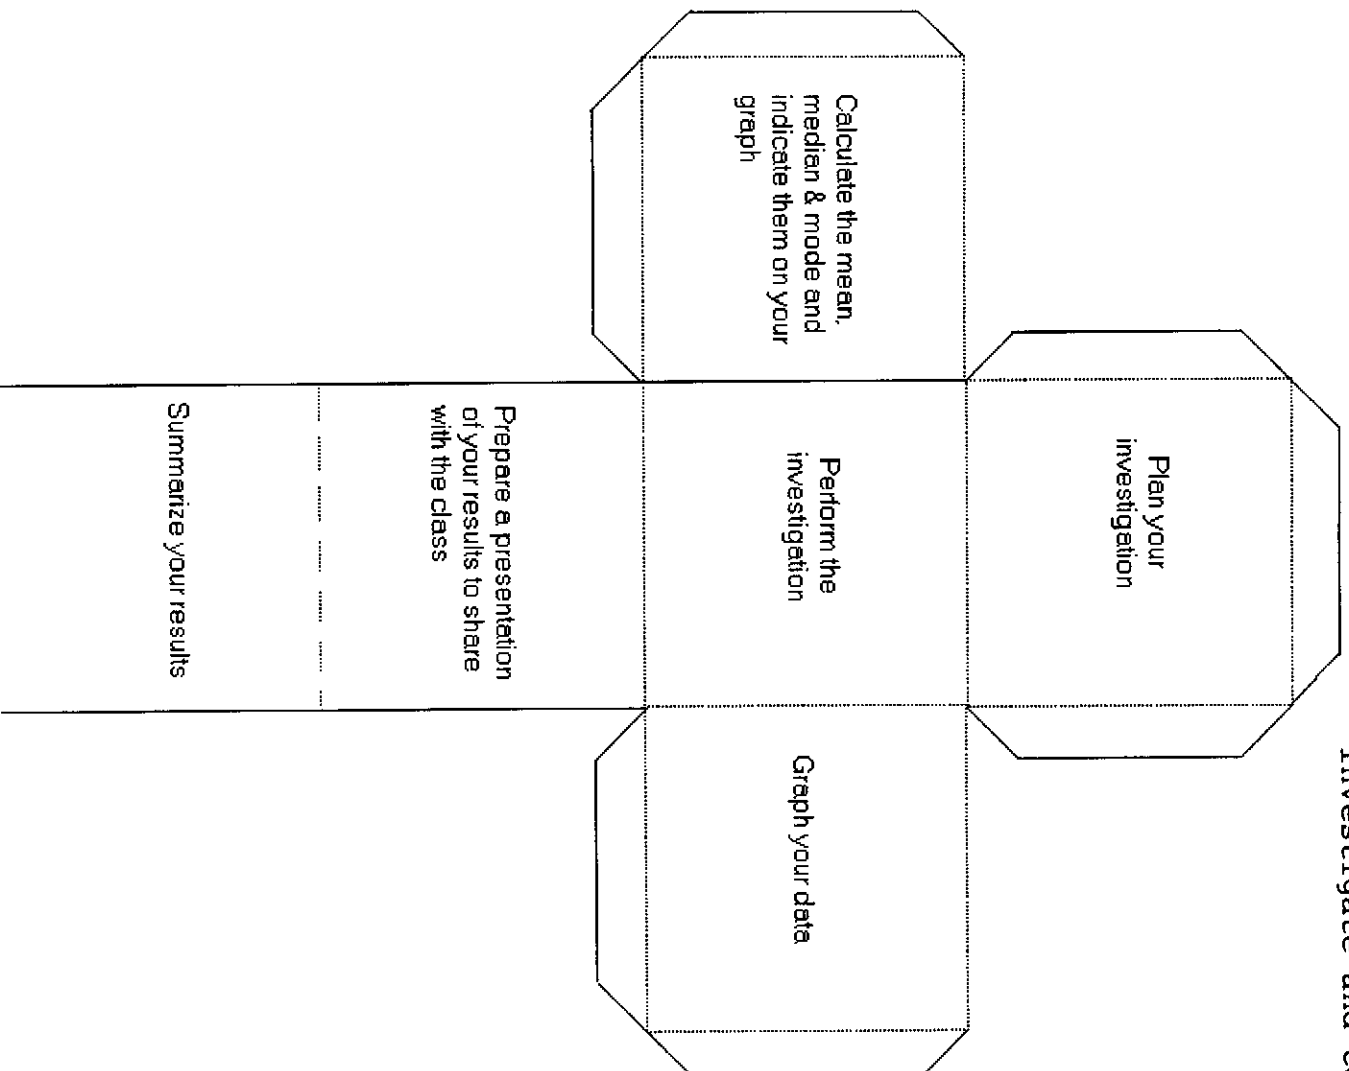 Investigate and
Plan your
investigation
Calculate the mean,
median & mode and
indicate them on your
graph
Perform the
investigation
Graph your data
Prepare a presentation
of your results to share
with the class
Summarize your results